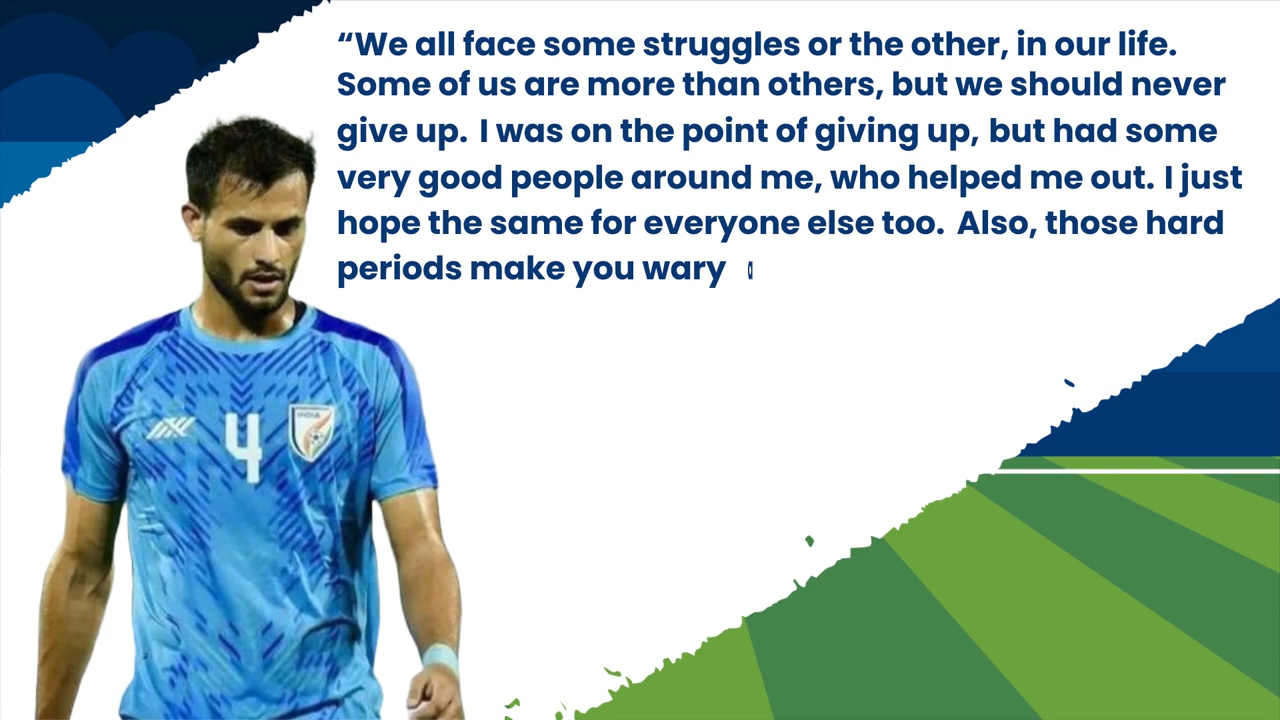 “We all face some struggles or the other, in our life.
Some of us are more than others, but we should never
give up. I was on the point of giving up, but had some
very good people around me, who helped me out. I just
hope the same for everyone else too. Also, those hard
periods make you wary
4
INDIA